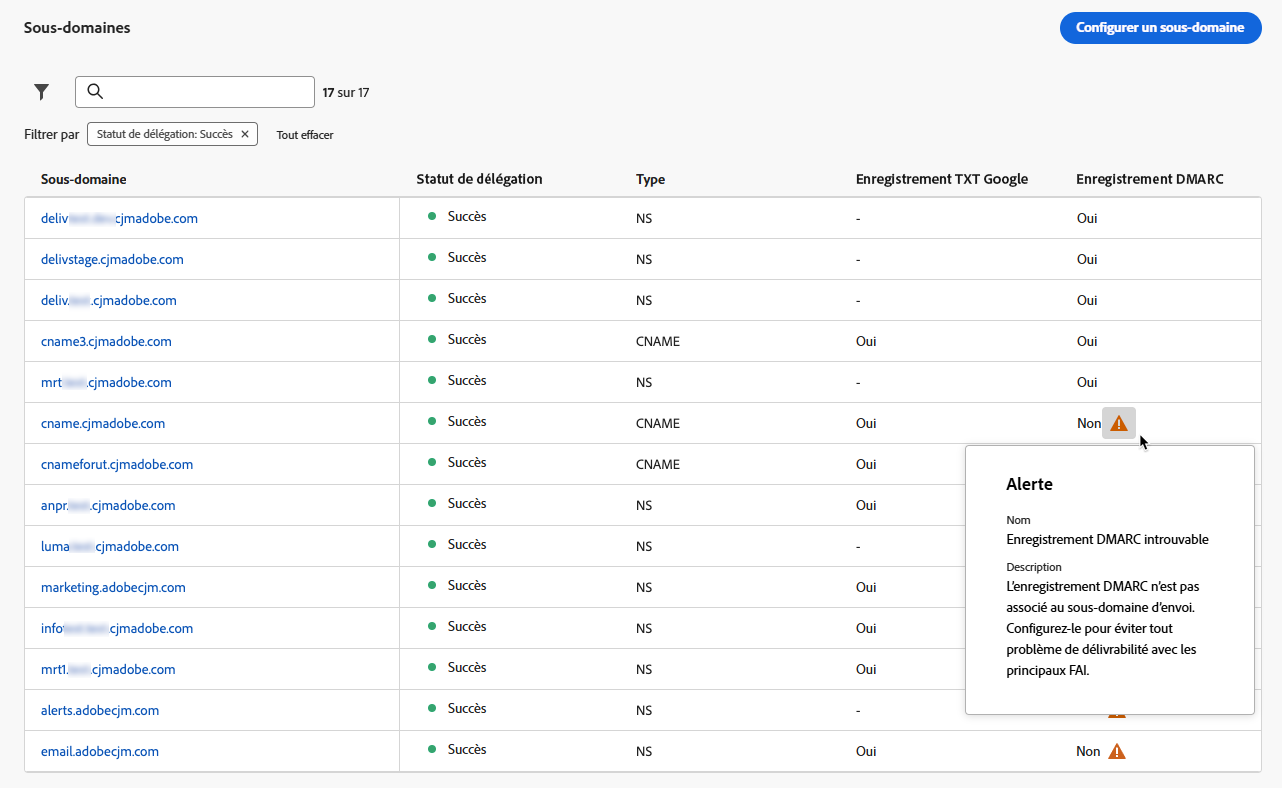 Sous-domaines
Configurer un sous-domaine
17 sur 17
Filtrer par
Statut de délégation: Succès
Tout effacer
Sous-domaine Statut de délégation Type Enregistrement TXT Google Enregistrement DMARC
deliv cjmadobe.com Succès NS - Oui
delivstage.cjmadobe.com Succès NS - Oui
deliv. .cjmadobe.com Succès NS - Oui
cname3.cjmadobe.com Succès CNAME Oui Oui
mrt .cjmadobe.com Succès NS - Oui
cname.cjmadobe.com Succès CNAME Oui Non
cnameforut.cjmadobe.com Succès CNAME Oui
anpr. .cjmadobe.com Succès NS Oui
luma cjmadobe.com Succès NS -
marketing.adobecjm.com Succès NS Oui
info .cjmadobe.com Succès NS Oui
mrt1. .cjmadobe.com Succès NS Oui
alerts.adobecjm.com Succès NS -
email.adobecjm.com Succès NS Oui Non
Alerte
Nom
Enregistrement DMARC introuvable
Description
L’enregistrement DMARC n’est pas
associé au sous-domaine d’envoi.
Configurez-le pour éviter tout
problème de délivrabilité avec les
principaux FAI.